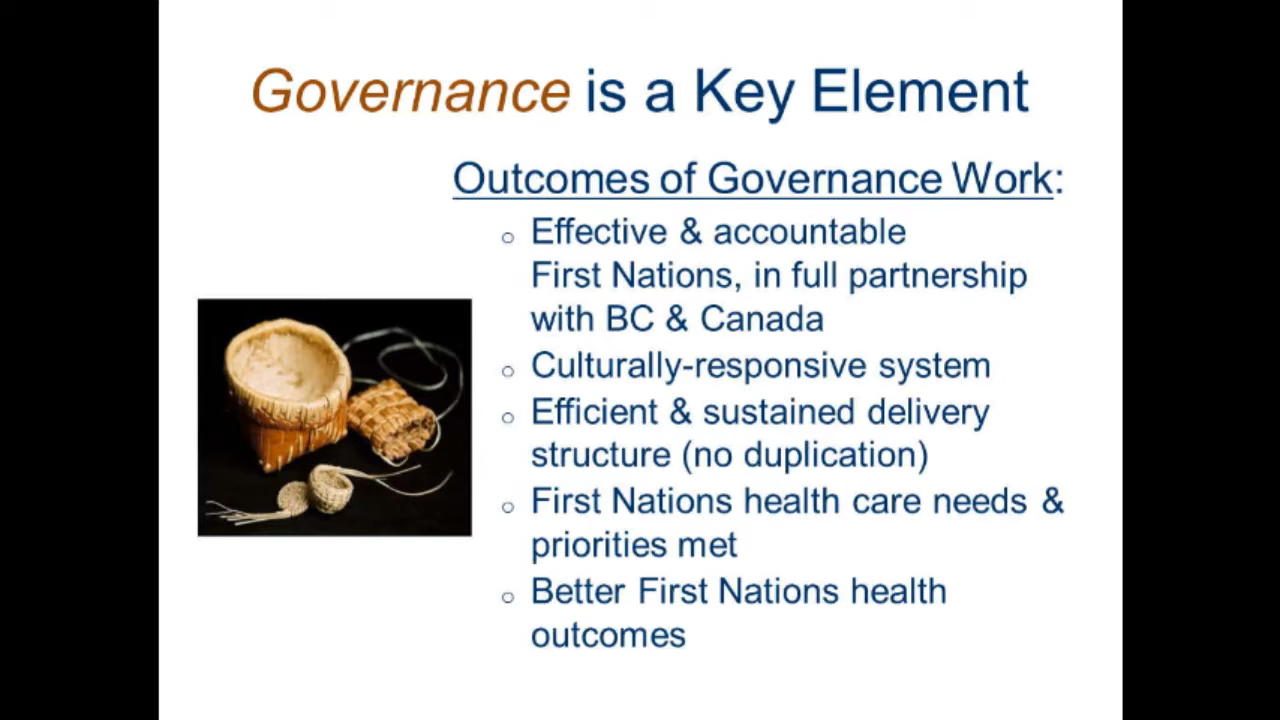 Governance is a Key Element
Outcomes of Governance Work:
Effective & accountable
First Nations, in full partnership
with BC & Canada
Culturally-responsive system
Efficient & sustained delivery
structure (no duplication)
First Nations health care needs &
priorities met
Better First Nations health
outcomes